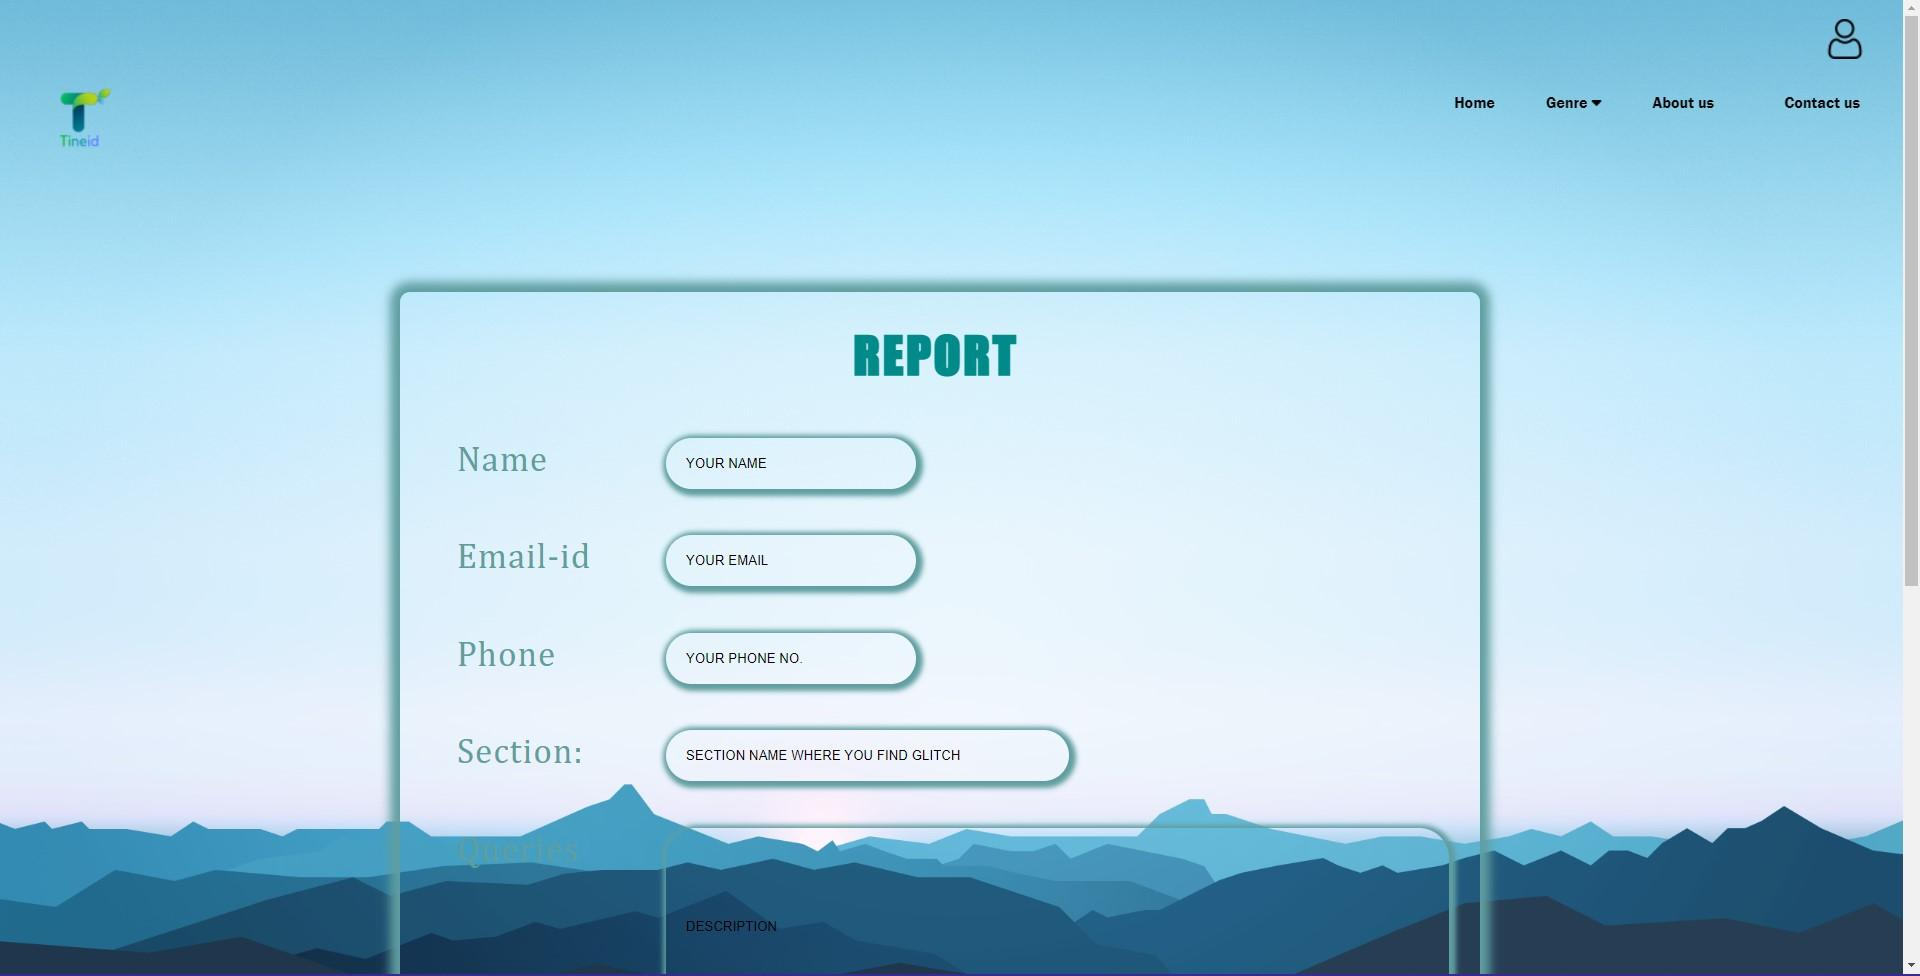 Tineid
Home Genre About us Contact us
REPORT
Name YOUR NAME
Email-id YOUR EMAIL
Phone YOUR PHONE NO.
Section: SECTION NAME WHERE YOU FIND GLITCH
Queries
DESCRIPTION